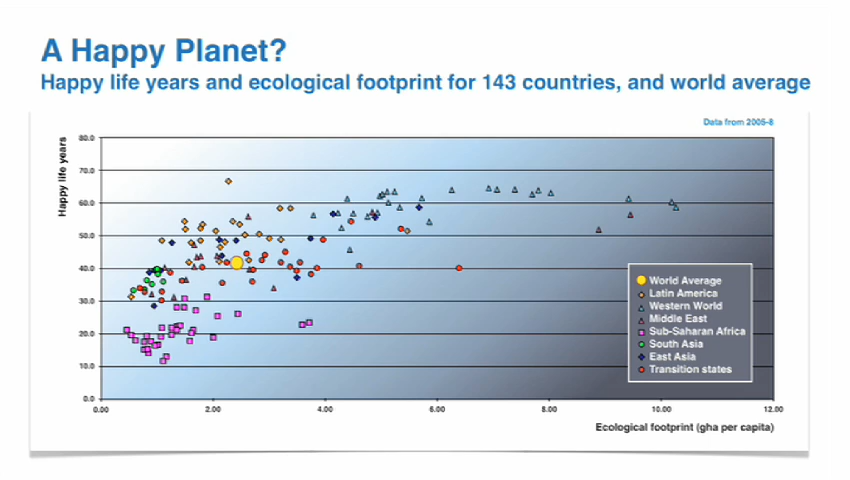 A Happy Planet?
Happy life years and ecological footprint for 143 countries, and world average
Data from 2005-8
Happy life years
80.0
70.0
60.0
50.0
40.0
30.0
20.0
10.0
0.0
World Average
Latin America
Western World
Middle East
Sub-Saharan Africa
South Asia
East Asia
Transition states
0.00 2.00 4.00 6.00 8.00 10.00 12.00
Ecological footprint (gha per capita)